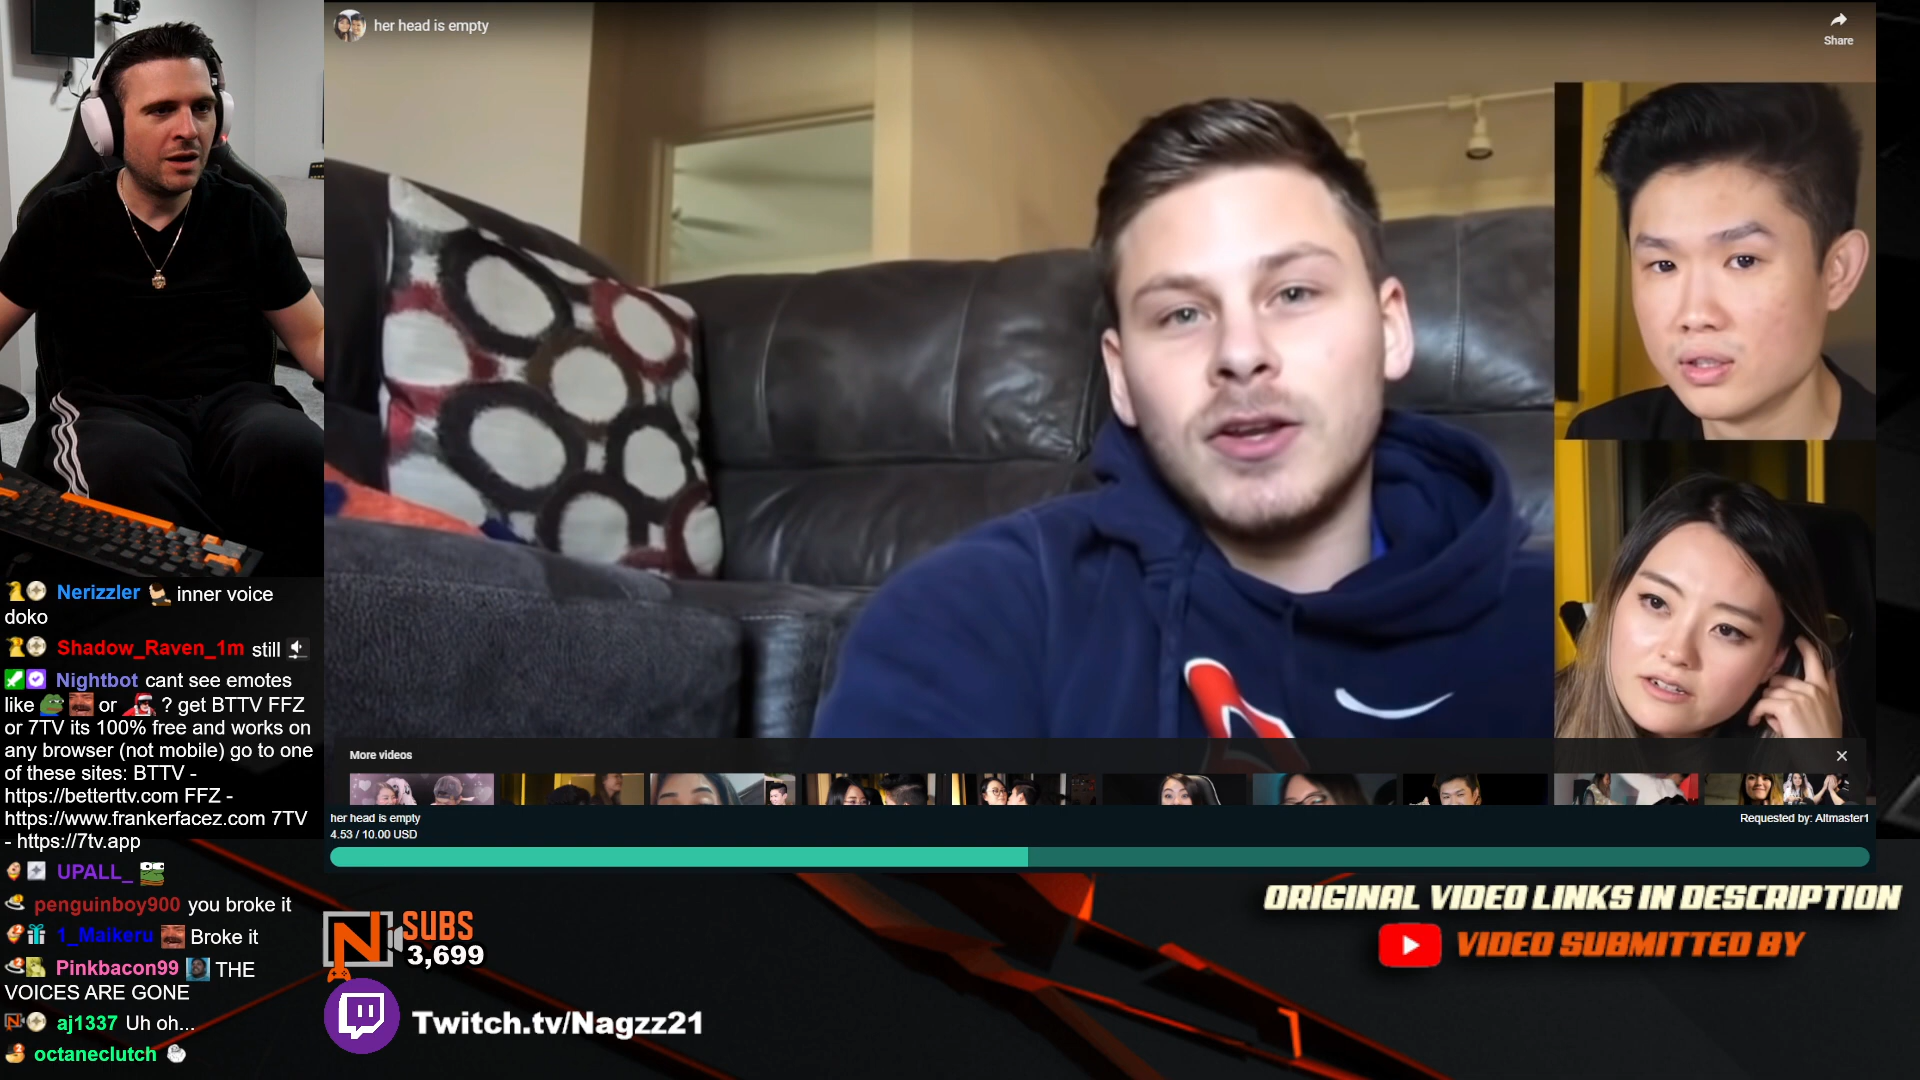 her head is empty
Share
Nerizzler inner voice
doko
Shadow_Raven_1m still
Nightbot cant see emotes
like or ? get BTTV FFZ
or 7TV its 100% free and works on
any browser (not mobile) go to one
of these sites: BTTV -
https://betterttv.com FFZ -
https://www.frankerfacez.com 7TV
- https://7tv.app
UPALL_
penguinboy900 you broke it
1_Maikeru Broke it
Pinkbacon99 THE
VOICES ARE GONE
aj1337 Uh oh...
octaneclutch
More videos
her head is empty
4.53 / 10.00 USD
Requested by: Altmaster1
N SUBS
3,699
Twitch.tv/Nagzz21
ORIGINAL VIDEO LINKS IN DESCRIPTION
VIDEO SUBMITTED BY